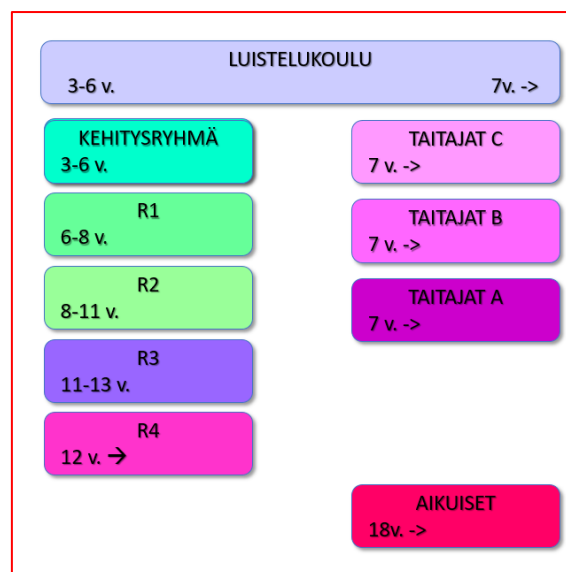 LUISTELUKOULU
3-6 v. 7v. ->
KEHITYSRYHMÄ
3-6 v.
R1
6-8 v.
R2
8-11 v.
R3
11-13 v.
R4
12 v. →
TAITAJAT C
7 v. ->
TAITAJAT B
7 v. ->
TAITAJAT A
7 v. ->
AIKUISET
18v. ->